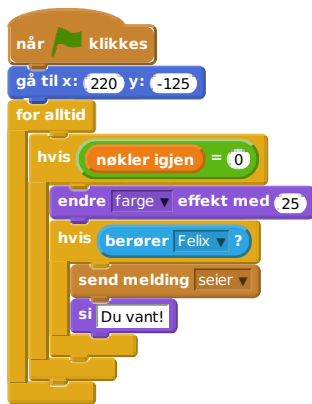 når klikkes
gå til x: 220 y: -125
for alltid
hvis nøkler igjen = 0
endre farge effekt med 25
hvis berører Felix ?
send melding seier
si Du vant!